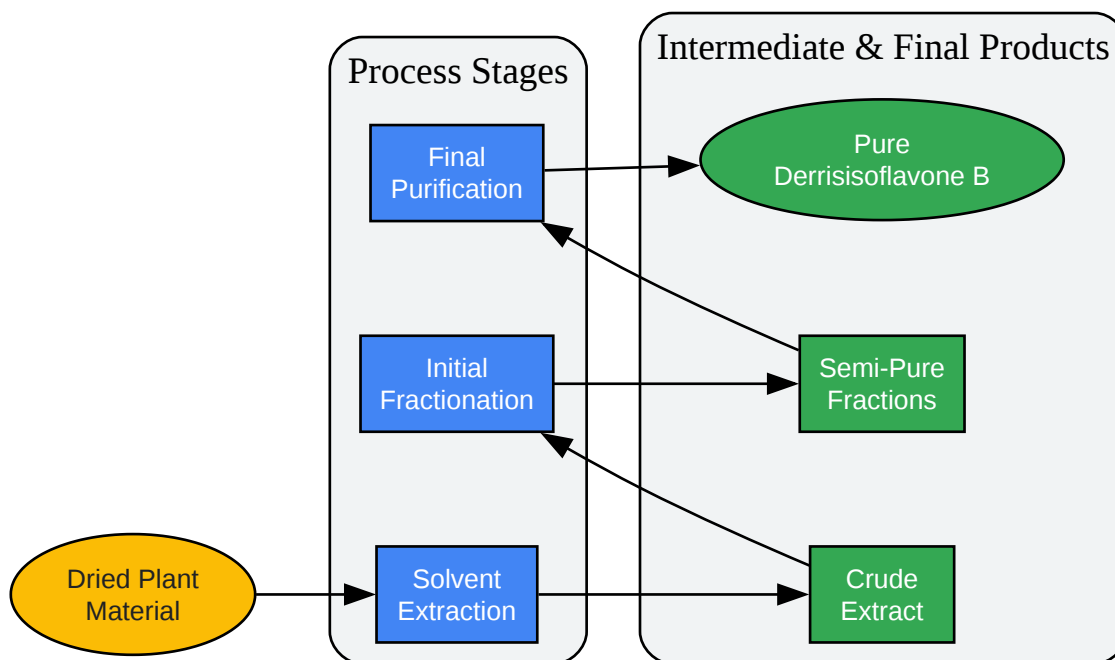 Process Stages
Intermediate & Final Products
Final
Purification
Pure
Derrisisoflavone B
Initial
Fractionation
Semi-Pure
Fractions
Dried Plant
Material
Solvent
Extraction
Crude
Extract